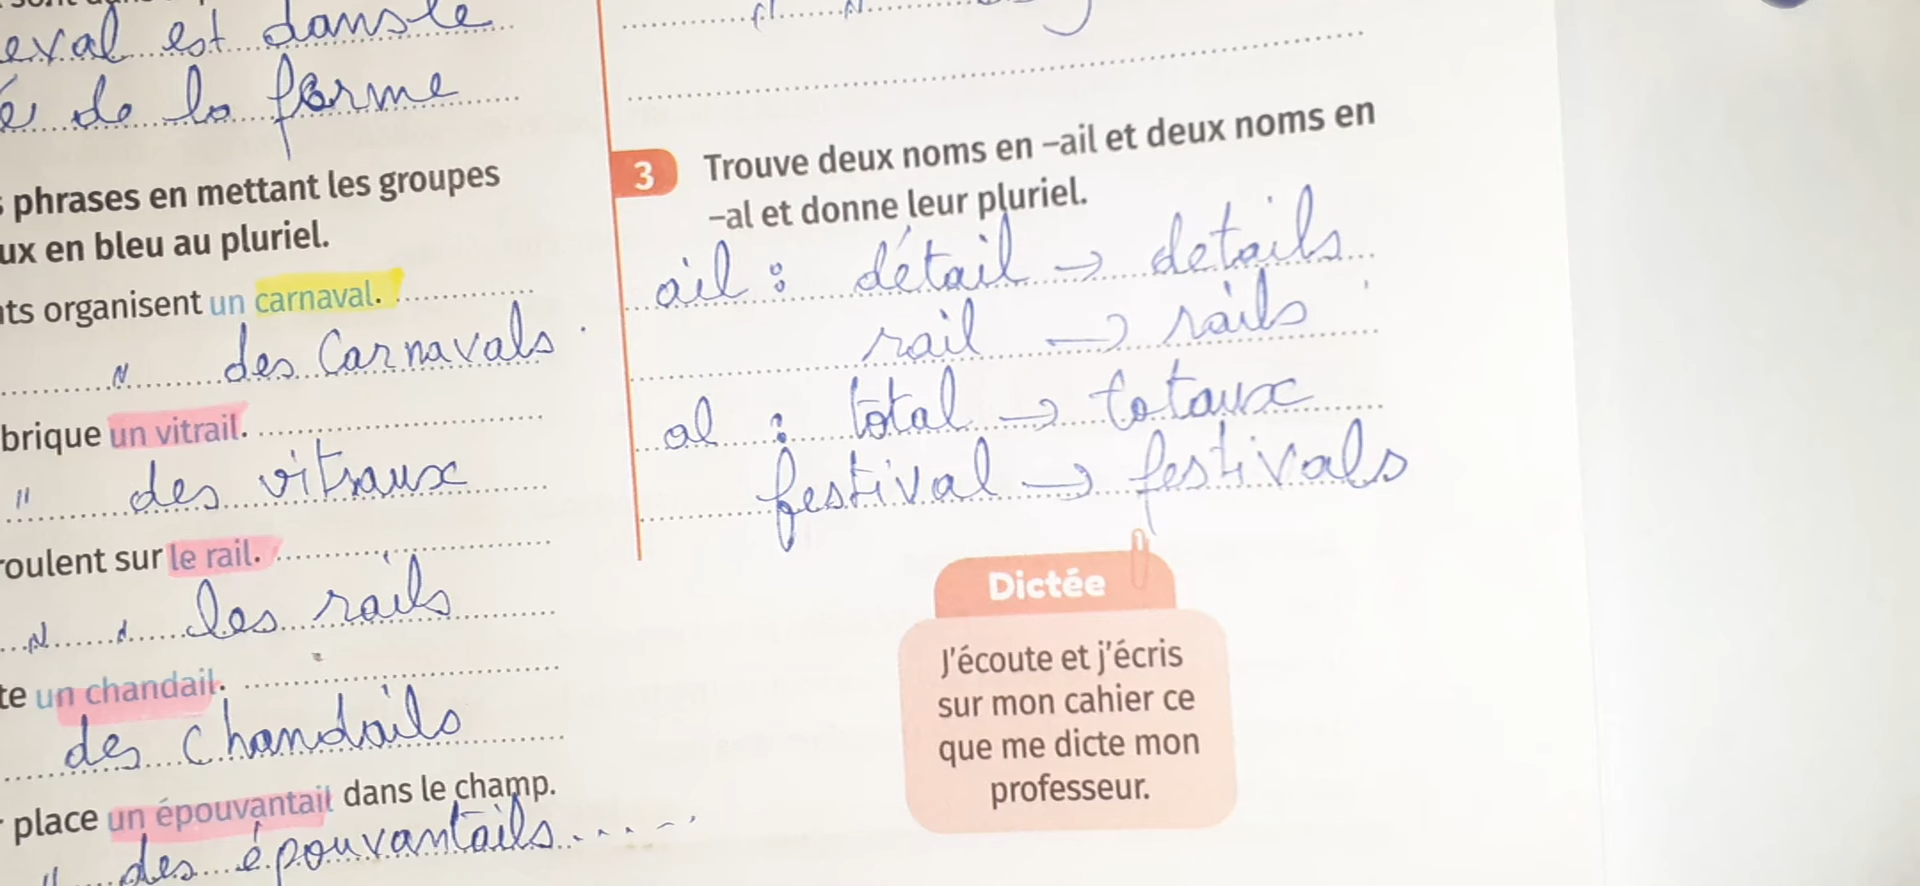 eval est dans le
é de la ferme
phrases en mettant les groupes
ux en bleu au pluriel.
ts organisent un carnaval.
" des Carnavals
brique un vitrail.
" des vitraux
roulent sur le rail.
" " les rails
te un chandail.
des chandails
place un épouvantail dans le champ.
" des épouvantails
3 Trouve deux noms en –ail et deux noms en
–al et donne leur pluriel.
ail : détail → details
rail → rails
al : total → totaux
festival → festivals
Dictée
J'écoute et j'écris
sur mon cahier ce
que me dicte mon
professeur.